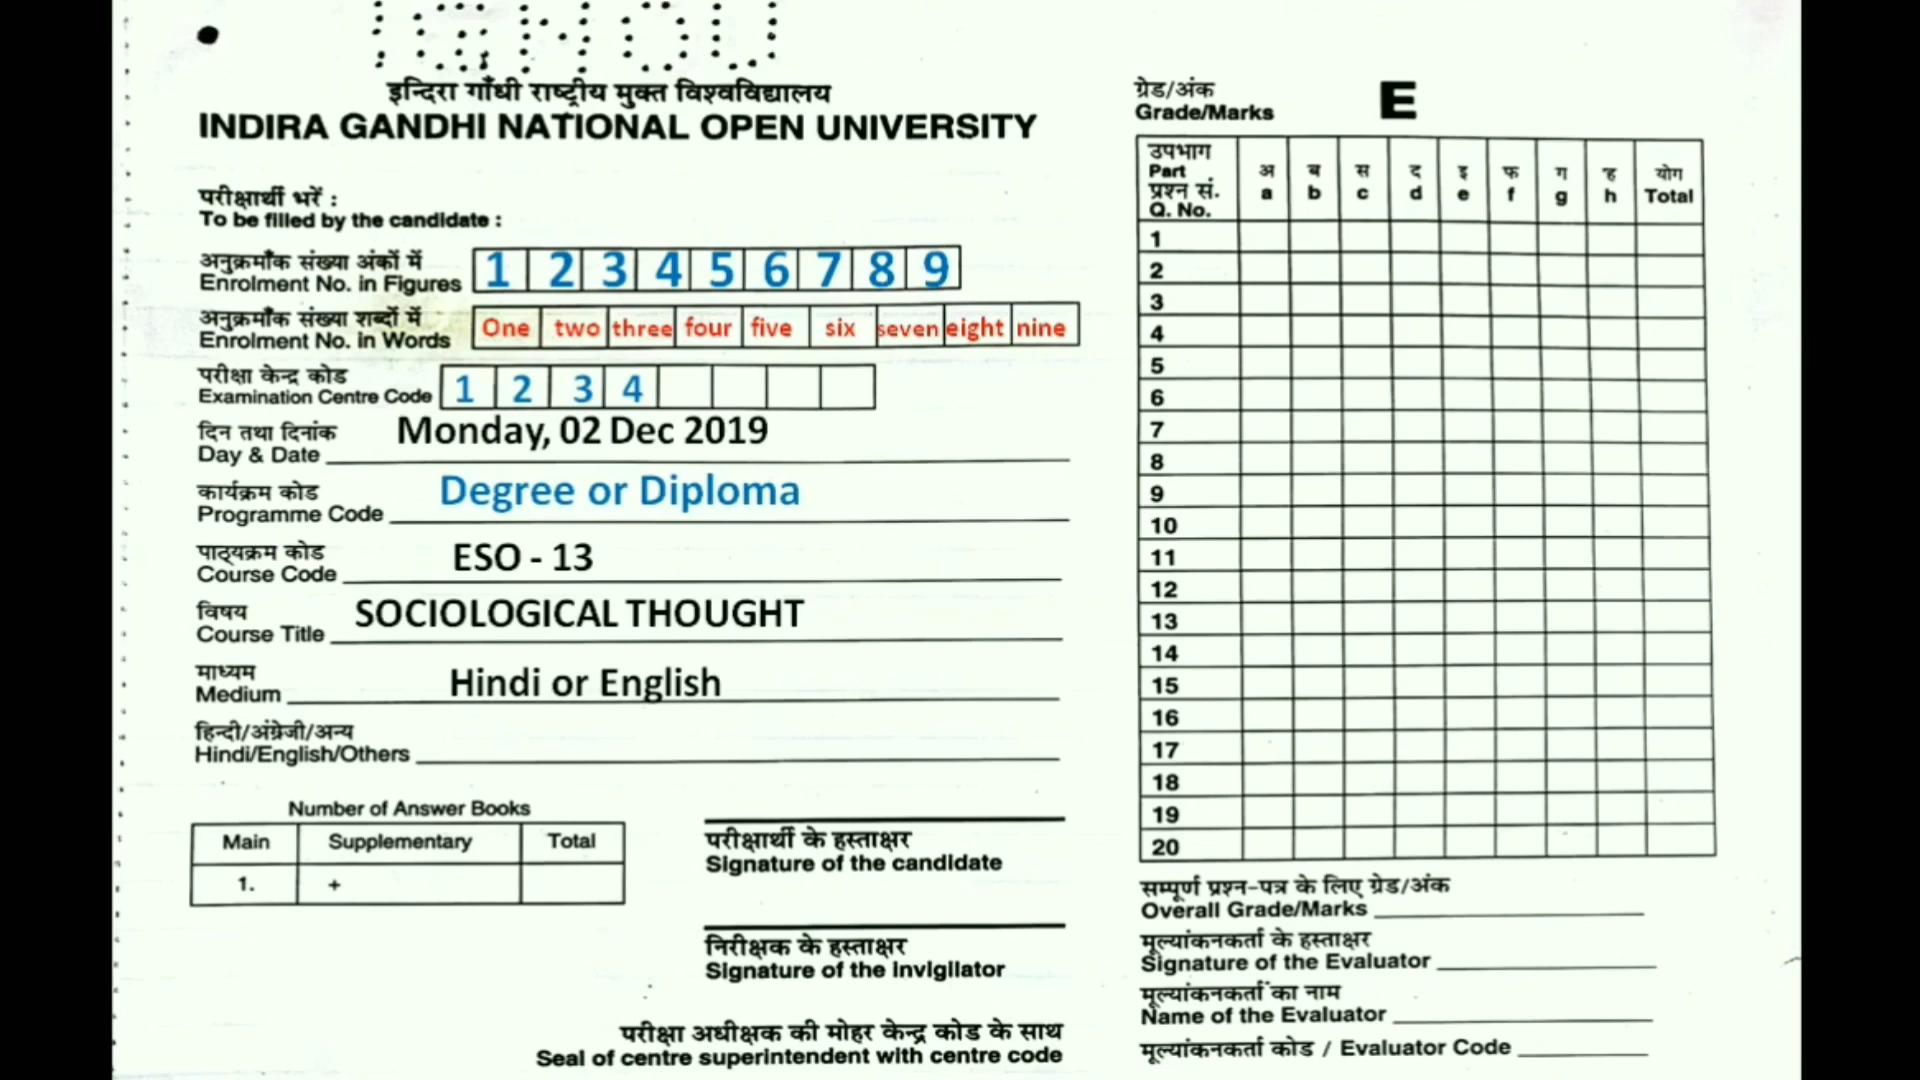 IGNOU
इन्दिरा गाँधी राष्ट्रीय मुक्त विश्वविद्यालय
INDIRA GANDHI NATIONAL OPEN UNIVERSITY
परीक्षार्थी भरें :
To be filled by the candidate :
अनुक्रमाँक संख्या अंकों में
Enrolment No. in Figures 1 2 3 4 5 6 7 8 9
अनुक्रमाँक संख्या शब्दों में
Enrolment No. in Words One two three four five six seven eight nine
परीक्षा केन्द्र कोड
Examination Centre Code 1 2 3 4
दिन तथा दिनांक
Day & Date Monday, 02 Dec 2019
कार्यक्रम कोड
Programme Code Degree or Diploma
पाठ्यक्रम कोड
Course Code ESO - 13
विषय
Course Title SOCIOLOGICAL THOUGHT
माध्यम
Medium Hindi or English
हिन्दी/अंग्रेजी/अन्य
Hindi/English/Others
Number of Answer Books
Main Supplementary Total
1. +
परीक्षार्थी के हस्ताक्षर
Signature of the candidate
निरीक्षक के हस्ताक्षर
Signature of the Invigilator
परीक्षा अधीक्षक की मोहर केन्द्र कोड के साथ
Seal of centre superintendent with centre code
ग्रेड/अंक
Grade/Marks E
उपभाग
Part अ ब स द इ फ ग ह योग
प्रश्न सं. a b c d e f g h Total
Q. No.
1
2
3
4
5
6
7
8
9
10
11
12
13
14
15
16
17
18
19
20
सम्पूर्ण प्रश्न-पत्र के लिए ग्रेड/अंक
Overall Grade/Marks
मूल्यांकनकर्ता के हस्ताक्षर
Signature of the Evaluator
मूल्यांकनकर्ता का नाम
Name of the Evaluator
मूल्यांकनकर्ता कोड / Evaluator Code